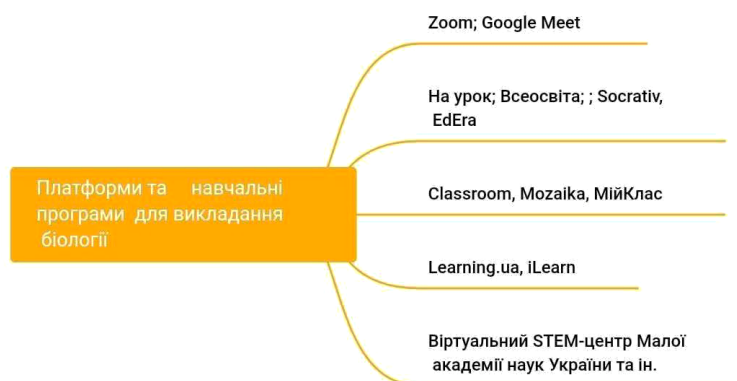 Zoom; Google Meet
На урок; Всеосвіта; ; Socrativ,
EdEra
Платформи та навчальні
програми для викладання
біології
Classroom, Mozaika, МійКлас
Learning.ua, iLearn
Віртуальний STEM-центр Малої
академії наук України та ін.